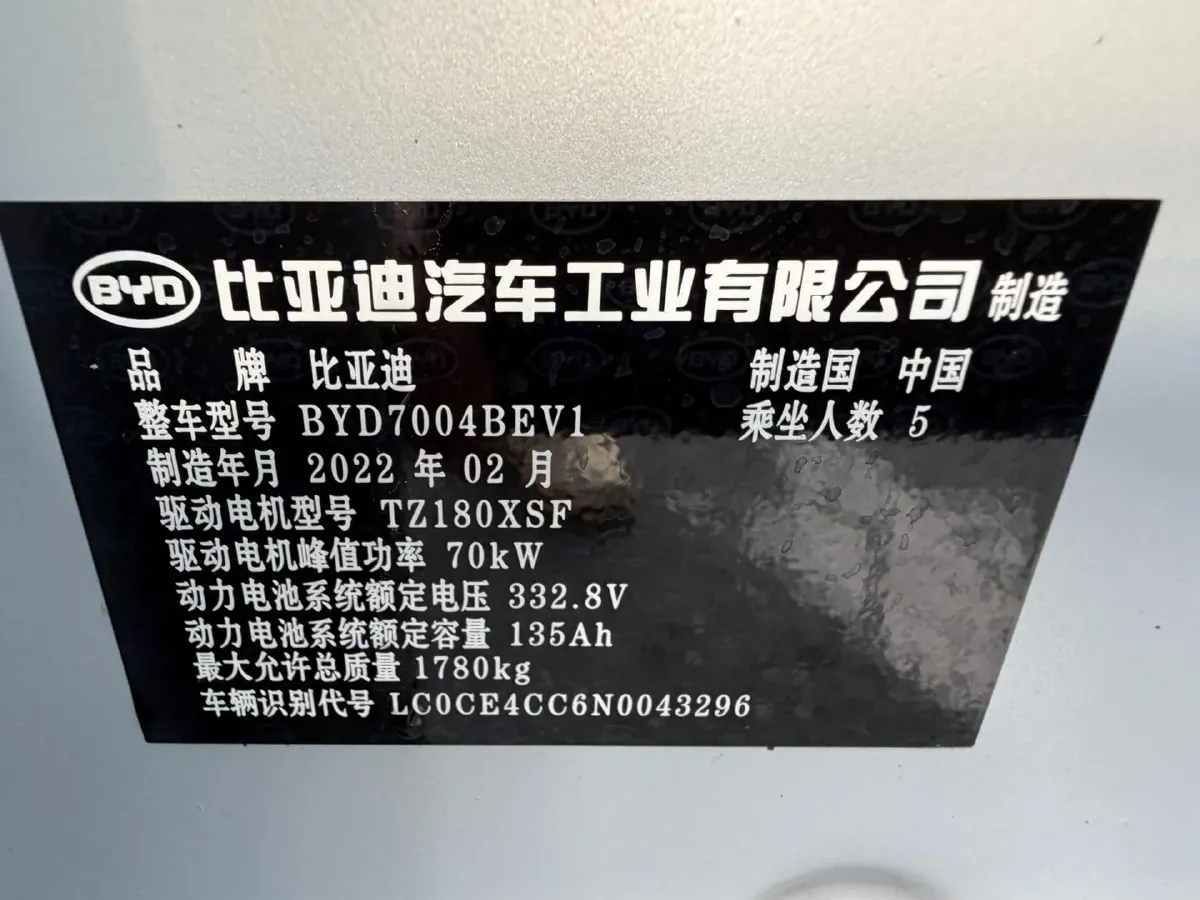 BYD 比亚迪汽车工业有限公司 制造
品 牌 比亚迪 制造国 中国
整车型号 BYD7004BEV1 乘坐人数 5
制造年月 2022 年 02 月
驱动电机型号 TZ180XSF
驱动电机峰值功率 70kW
动力电池系统额定电压 332.8V
动力电池系统额定容量 135Ah
最大允许总质量 1780kg
车辆识别代号 LC0CE4CC6N0043296